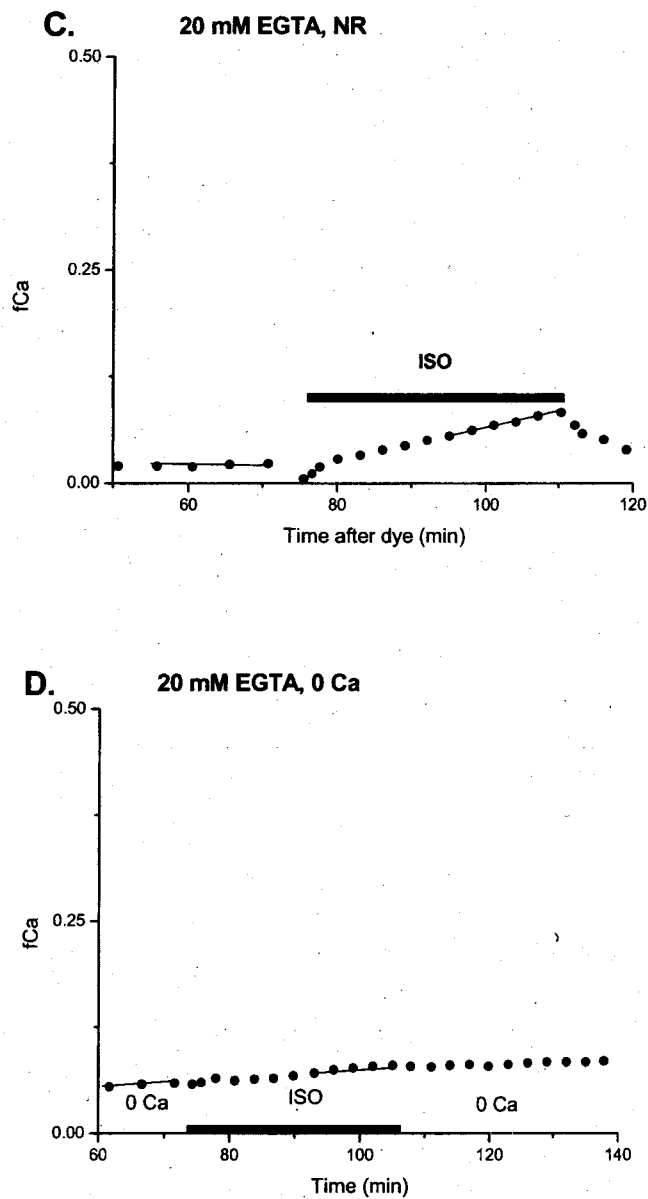 C.
20 mM EGTA, NR
0.50
0.25
0.00
fCa
ISO
60
80
100
120
Time after dye (min)
D.
20 mM EGTA, 0 Ca
0.50
0.25
0.00
fCa
0 Ca
ISO
0 Ca
60
80
100
120
140
Time (min)